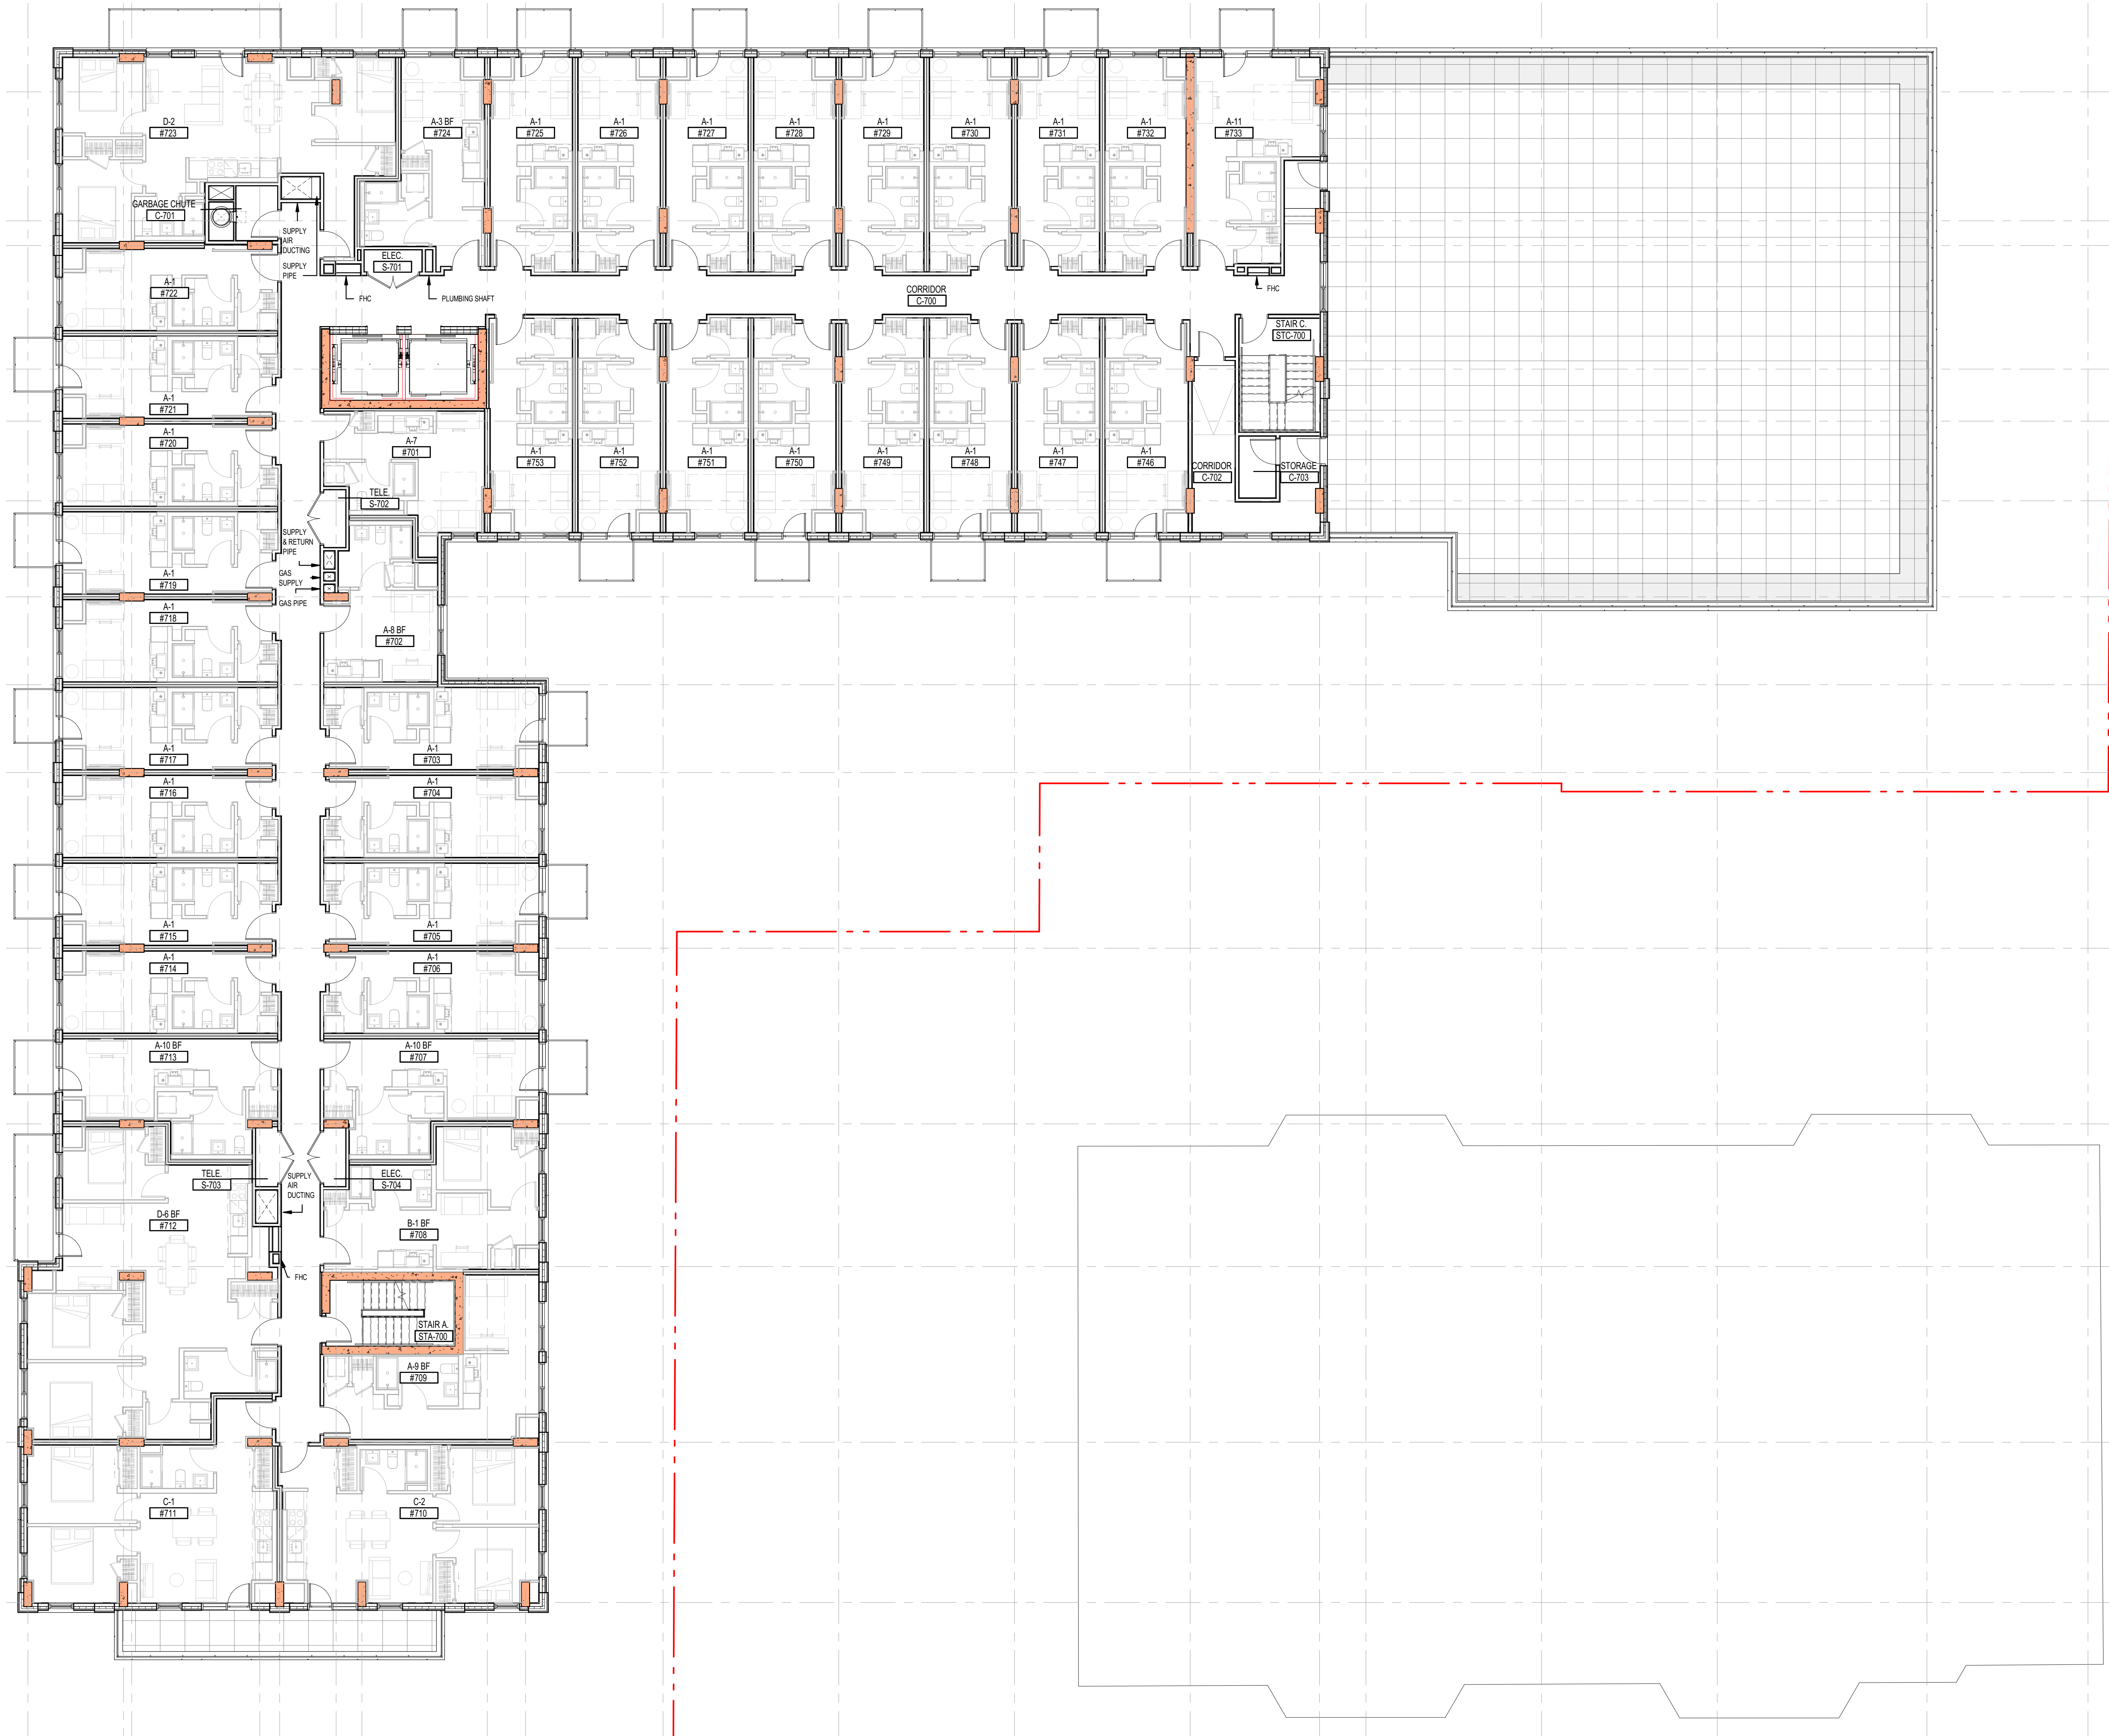 D-2
#723
A-3 BF
#724
A-1
#725
A-1
#726
A-1
#727
A-1
#728
A-1
#729
A-1
#730
A-1
#731
A-1
#732
A-11
#733
GARBAGE CHUTE
C-701
SUPPLY
AIR
DUCTING
SUPPLY
PIPE
ELEC.
S-701
FHC
PLUMBING SHAFT
CORRIDOR
C-700
FHC
A-1
#722
STAIR C.
STC-700
A-1
#721
A-1
#720
A-7
#701
A-1
#753
A-1
#752
A-1
#751
A-1
#750
A-1
#749
A-1
#748
A-1
#747
A-1
#746
CORRIDOR
C-702
STORAGE
C-703
TELE.
S-702
SUPPLY
& RETURN
PIPE
GAS
SUPPLY
GAS PIPE
A-1
#719
A-1
#718
A-8 BF
#702
A-1
#717
A-1
#703
A-1
#716
A-1
#704
A-1
#715
A-1
#705
A-1
#714
A-1
#706
A-10 BF
#713
A-10 BF
#707
TELE.
S-703
SUPPLY
AIR
DUCTING
ELEC.
S-704
D-6 BF
#712
B-1 BF
#708
FHC
STAIR A.
STA-700
A-9 BF
#709
C-1
#711
C-2
#710